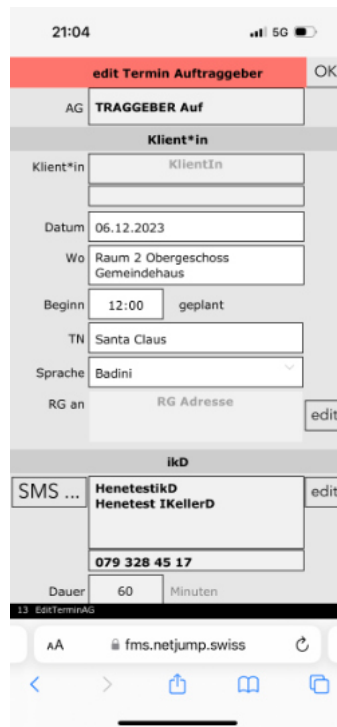 21:04 5G
edit Termin Auftraggeber OK
AG TRAGGEBER Auf
Klient*in
Klient*in KlientIn
Datum 06.12.2023
Wo Raum 2 Obergeschoss
Gemeindehaus
Beginn 12:00 geplant
TN Santa Claus
Sprache Badini
RG an RG Adresse
edit
ikD
SMS ... HenetestikD edit
Henetest IKellerD
079 328 45 17
Dauer 60 Minuten
13 EditTerminAG
AA fms.netjump.swiss